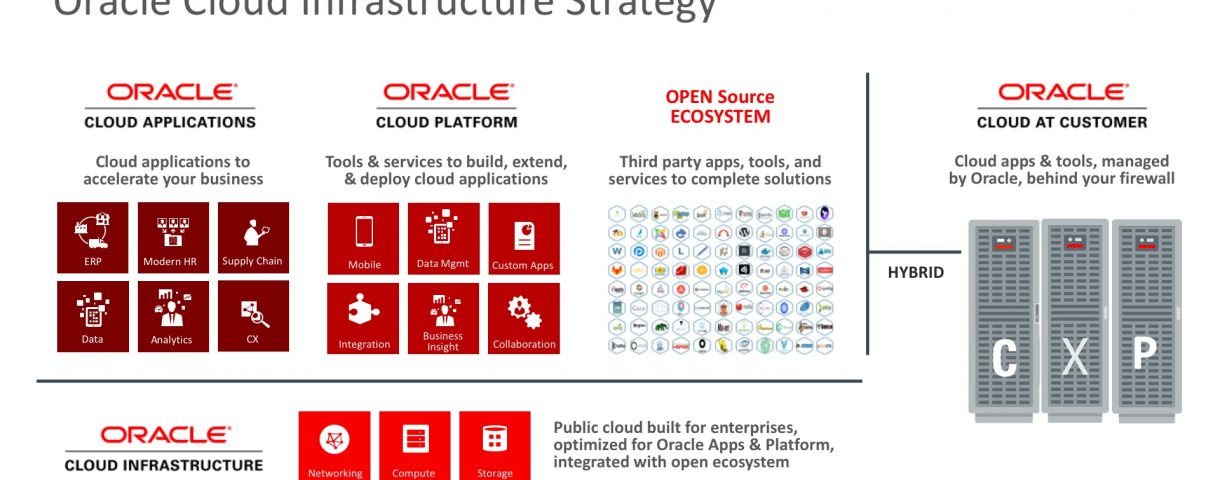 Oracle Cloud Infrastructure Strategy
ORACLE®
CLOUD APPLICATIONS
Cloud applications to
accelerate your business
ERP
Modern HR
Supply Chain
Data
Analytics
CX
ORACLE®
CLOUD PLATFORM
Tools & services to build, extend,
& deploy cloud applications
Mobile
Data Mgmt
Custom Apps
Integration
Business
Insight
Collaboration
OPEN Source
ECOSYSTEM
Third party apps, tools, and
services to complete solutions
HYBRID
ORACLE®
CLOUD AT CUSTOMER
Cloud apps & tools, managed
by Oracle, behind your firewall
C
X
P
ORACLE®
CLOUD INFRASTRUCTURE
Networking
Compute
Storage
Public cloud built for enterprises,
optimized for Oracle Apps & Platform,
integrated with open ecosystem